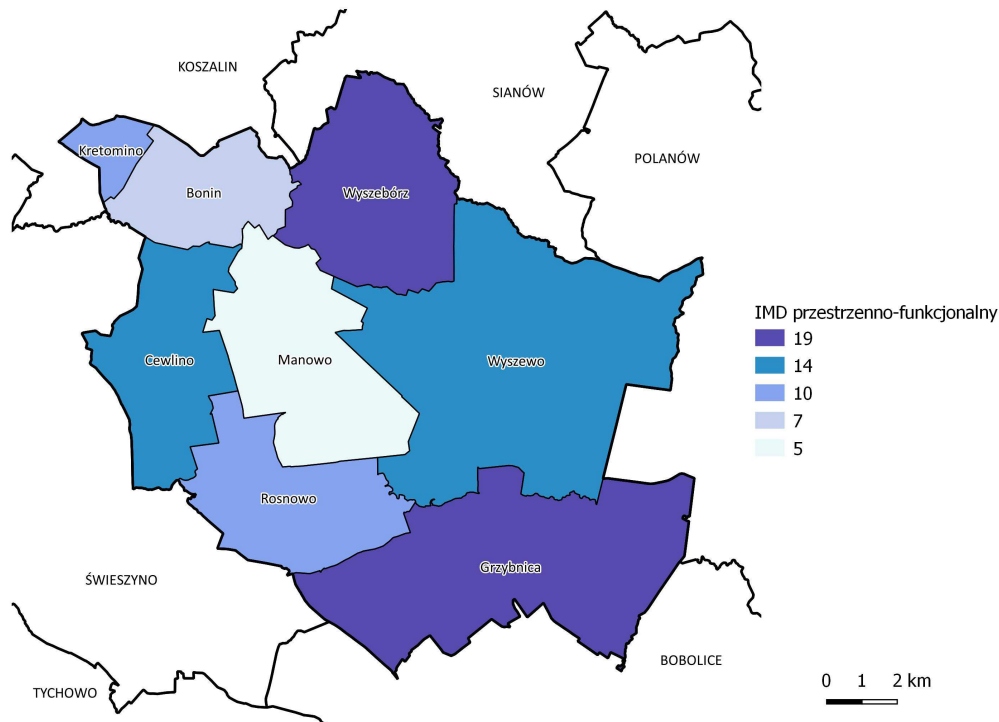 KOSZALIN
SIANÓW
POLANÓW
Kretomino
Bonin
Wyszebórz
Cewlino
Manowo
Wyszewo
Rosnowo
Grzybnica
ŚWIESZYNO
TYCHOWO
BOBOLICE
IMD przestrzenno-funkcjonalny
19
14
10
7
5
0 1 2 km